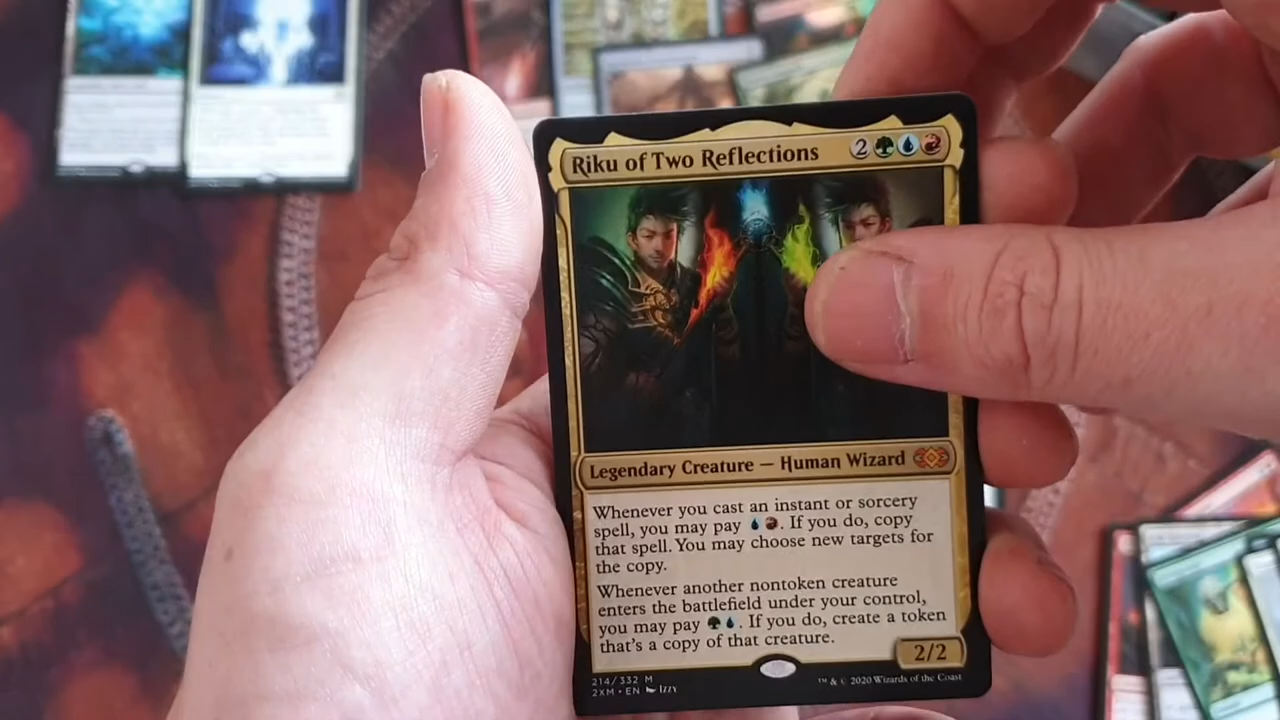 Riku of Two Reflections 2
Legendary Creature — Human Wizard
Whenever you cast an instant or sorcery
spell, you may pay . If you do, copy
that spell. You may choose new targets for
the copy.
Whenever another nontoken creature
enters the battlefield under your control,
you may pay . If you do, create a token
that's a copy of that creature.
2/2
214/332 M
2XM • EN Izzy
™ & © 2020 Wizards of the Coast